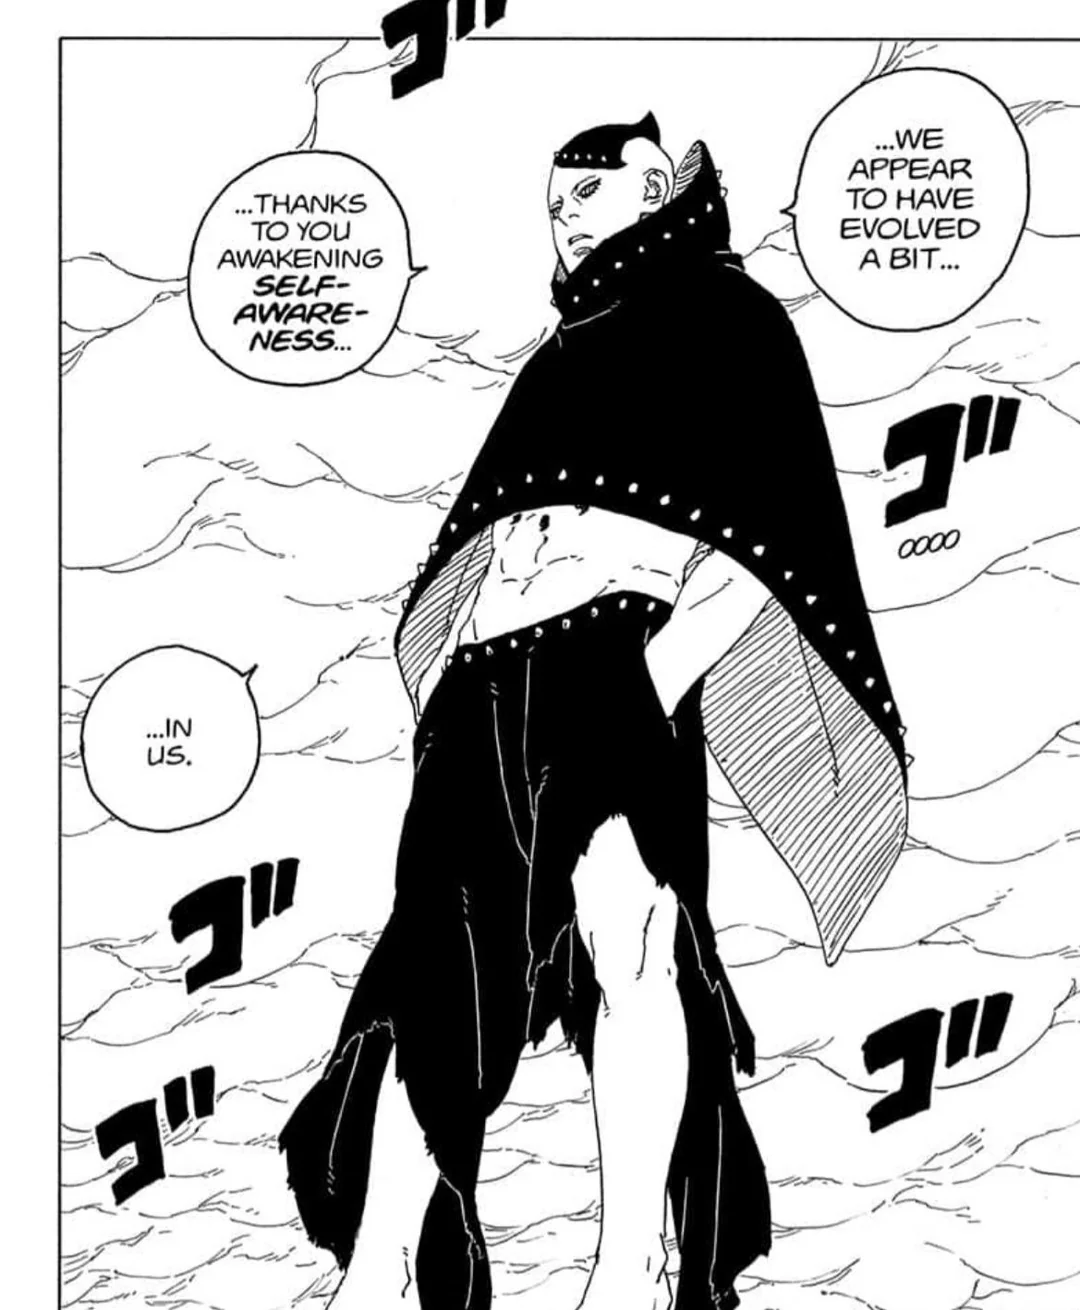 ゴ
...WE
APPEAR
TO HAVE
EVOLVED
A BIT...
...THANKS
TO YOU
AWAKENING
SELF-
AWARE-
NESS...
ゴ
OOOO
...IN
US.
ゴ
ゴ
ゴ